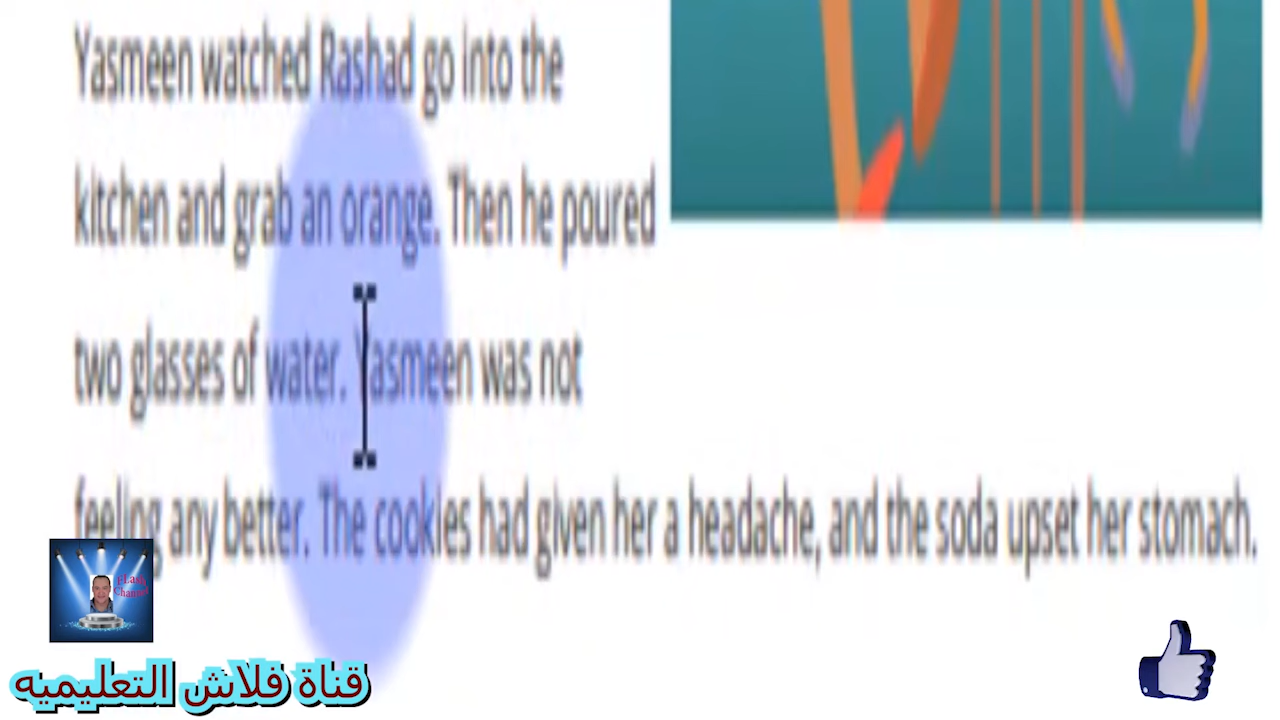 Yasmeen watched Rashad go into the
kitchen and grab an orange. Then he poured
two glasses of water. Yasmeen was not
feeling any better. The cookies had given her a headache, and the soda upset her stomach.
FLash
Channel
قناة فلاش التعليميه